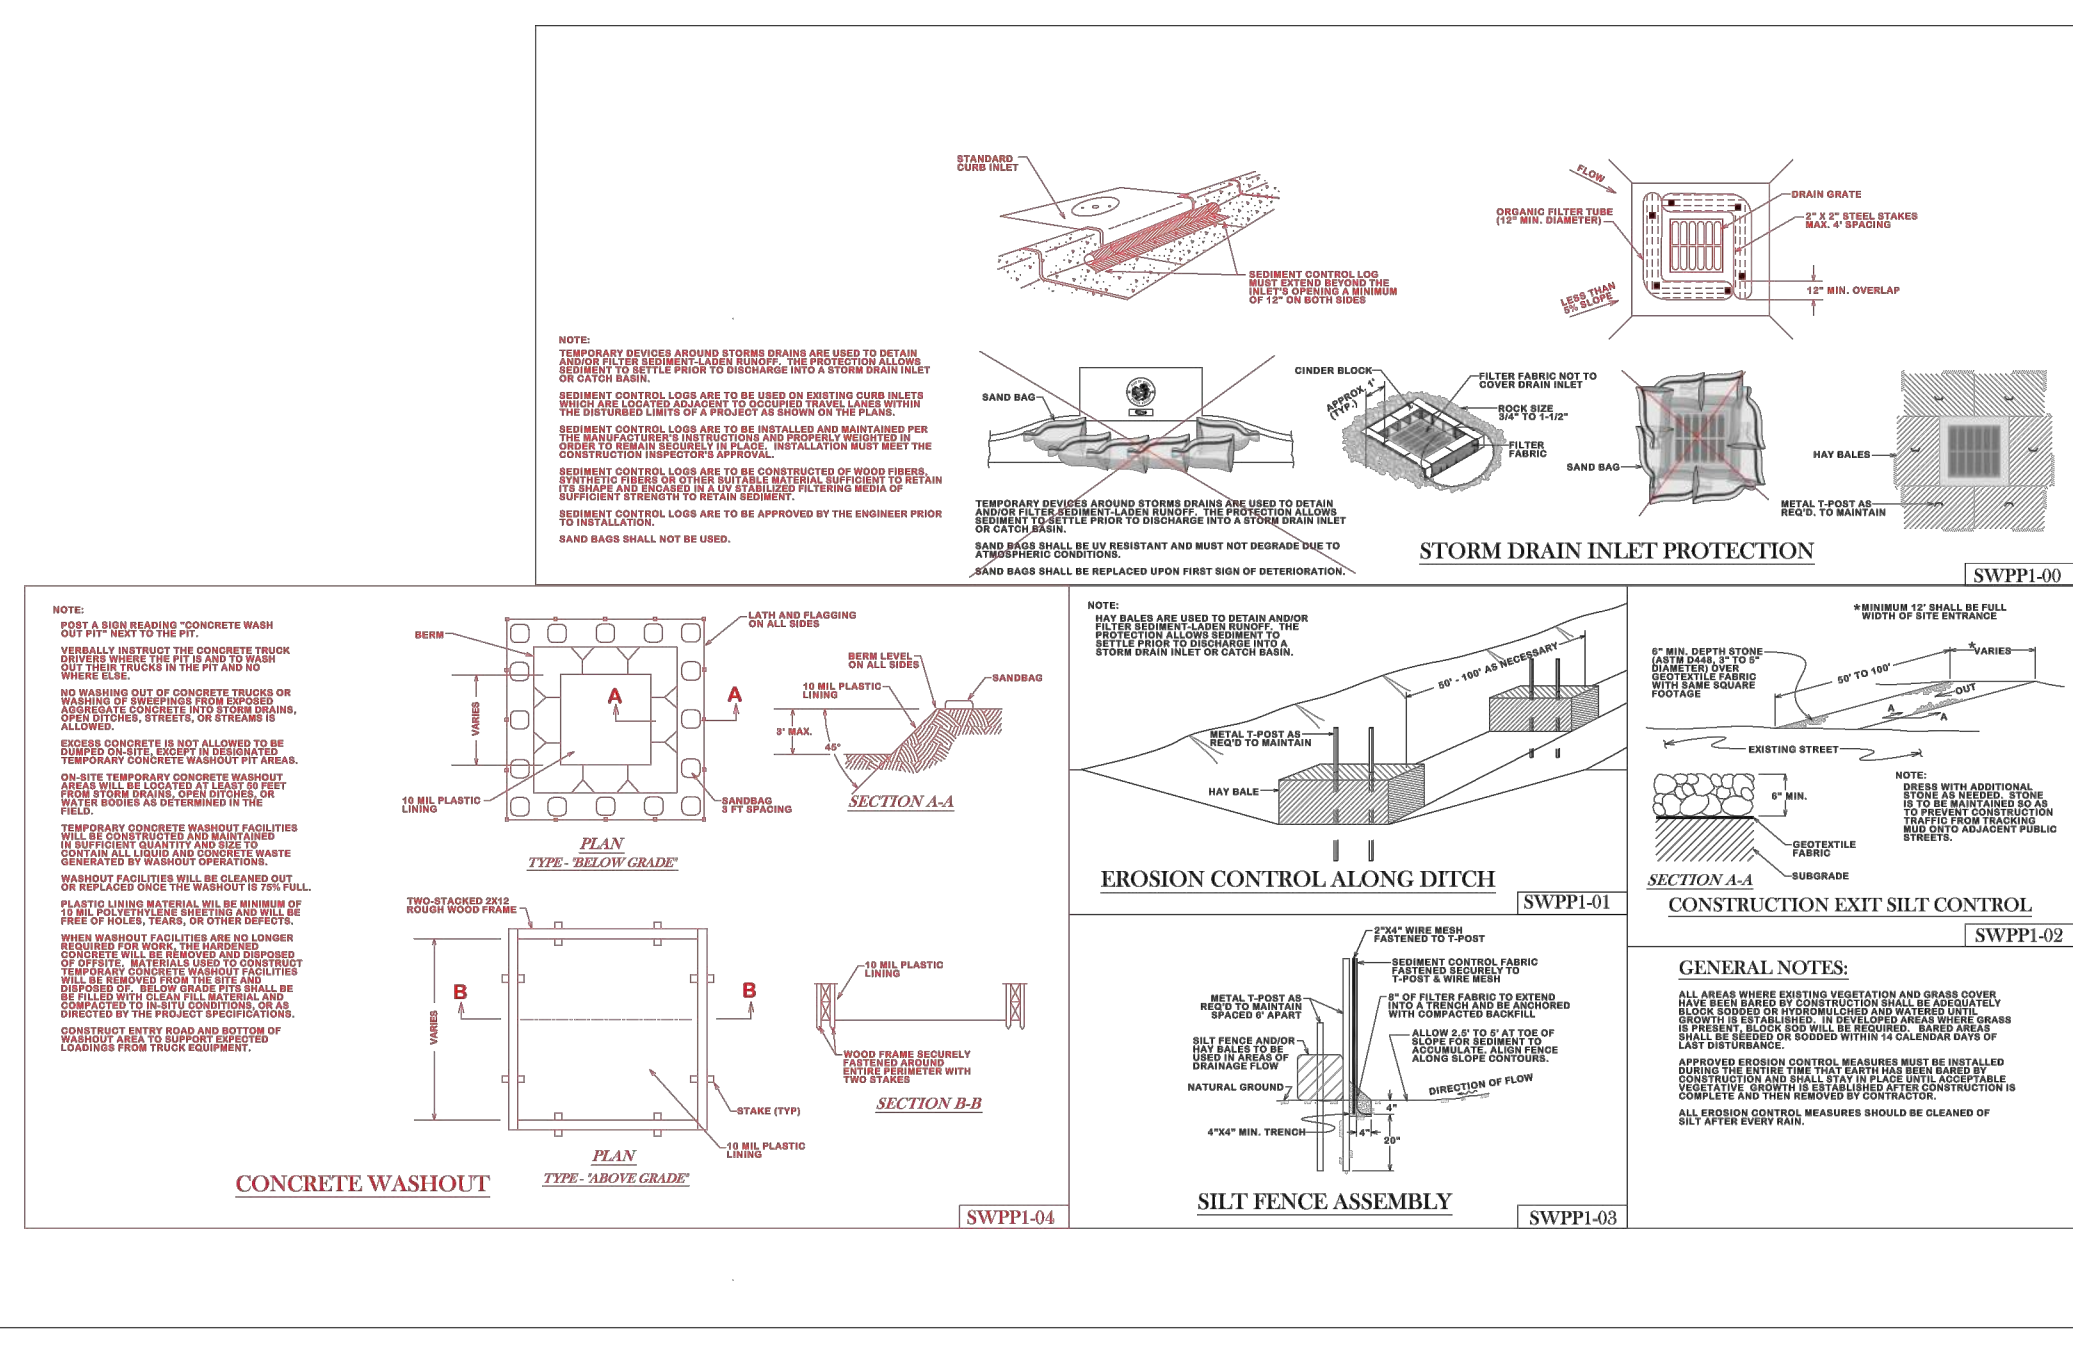 STANDARD
CURB INLET
SEDIMENT CONTROL LOG
MUST EXTEND BEYOND THE
INLET'S OPENING A MINIMUM
OF 12" ON BOTH SIDES
FLOW
ORGANIC FILTER TUBE
(12" MIN. DIAMETER)
LESS THAN
5% SLOPE
DRAIN GRATE
2" X 2" STEEL STAKES
MAX. 4' SPACING
12" MIN. OVERLAP
NOTE:
TEMPORARY DEVICES AROUND STORMS DRAINS ARE USED TO DETAIN
AND/OR FILTER SEDIMENT-LADEN RUNOFF. THE PROTECTION ALLOWS
SEDIMENT TO SETTLE PRIOR TO DISCHARGE INTO A STORM DRAIN INLET
OR CATCH BASIN.
SEDIMENT CONTROL LOGS ARE TO BE USED ON EXISTING CURB INLETS
WHICH ARE LOCATED ADJACENT TO OCCUPIED TRAVEL LANES WITHIN
THE DISTURBED LIMITS OF A PROJECT AS SHOWN ON THE PLANS.
SEDIMENT CONTROL LOGS ARE TO BE INSTALLED AND MAINTAINED PER
THE MANUFACTURER'S INSTRUCTIONS AND PROPERLY WEIGHTED IN
ORDER TO REMAIN SECURELY IN PLACE. INSTALLATION MUST MEET THE
CONSTRUCTION INSPECTOR'S APPROVAL.
SEDIMENT CONTROL LOGS ARE TO BE CONSTRUCTED OF WOOD FIBERS,
SYNTHETIC FIBERS OR OTHER SUITABLE MATERIAL SUFFICIENT TO RETAIN
ITS SHAPE AND ENCASED IN A UV STABILIZED FILTERING MEDIA OF
SUFFICIENT STRENGTH TO RETAIN SEDIMENT.
SEDIMENT CONTROL LOGS ARE TO BE APPROVED BY THE ENGINEER PRIOR
TO INSTALLATION.
SAND BAGS SHALL NOT BE USED.
SAND BAG
TEMPORARY DEVICES AROUND STORMS DRAINS ARE USED TO DETAIN
AND/OR FILTER SEDIMENT-LADEN RUNOFF. THE PROTECTION ALLOWS
SEDIMENT TO SETTLE PRIOR TO DISCHARGE INTO A STORM DRAIN INLET
OR CATCH BASIN.
SAND BAGS SHALL BE UV RESISTANT AND MUST NOT DEGRADE DUE TO
ATMOSPHERIC CONDITIONS.
SAND BAGS SHALL BE REPLACED UPON FIRST SIGN OF DETERIORATION.
CINDER BLOCK
APPROX. 1'
(TYP.)
FILTER FABRIC NOT TO
COVER DRAIN INLET
ROCK SIZE
3/4" TO 1-1/2"
FILTER
FABRIC
SAND BAG
HAY BALES
METAL T-POST AS
REQ'D. TO MAINTAIN
STORM DRAIN INLET PROTECTION
SWPP1-00
NOTE:
POST A SIGN READING "CONCRETE WASH
OUT PIT" NEXT TO THE PIT.
VERBALLY INSTRUCT THE CONCRETE TRUCK
DRIVERS WHERE THE PIT IS AND TO WASH
OUT THEIR TRUCKS IN THE PIT AND NO
WHERE ELSE.
NO WASHING OUT OF CONCRETE TRUCKS OR
WASHING OF SWEEPINGS FROM EXPOSED
AGGREGATE CONCRETE INTO STORM DRAINS,
OPEN DITCHES, STREETS, OR STREAMS IS
ALLOWED.
EXCESS CONCRETE IS NOT ALLOWED TO BE
DUMPED ON-SITE, EXCEPT IN DESIGNATED
TEMPORARY CONCRETE WASHOUT PIT AREAS.
ON-SITE TEMPORARY CONCRETE WASHOUT
AREAS WILL BE LOCATED AT LEAST 50 FEET
FROM STORM DRAINS, OPEN DITCHES, OR
WATER BODIES AS DETERMINED IN THE
FIELD.
TEMPORARY CONCRETE WASHOUT FACILITIES
WILL BE CONSTRUCTED AND MAINTAINED
IN SUFFICIENT QUANTITY AND SIZE TO
CONTAIN ALL LIQUID AND CONCRETE WASTE
GENERATED BY WASHOUT OPERATIONS.
WASHOUT FACILITIES WILL BE CLEANED OUT
OR REPLACED ONCE THE WASHOUT IS 75% FULL.
PLASTIC LINING MATERIAL WIL BE MINIMUM OF
10 MIL POLYETHYLENE SHEETING AND WILL BE
FREE OF HOLES, TEARS, OR OTHER DEFECTS.
WHEN WASHOUT FACILITIES ARE NO LONGER
REQUIRED FOR WORK, THE HARDENED
CONCRETE WILL BE REMOVED AND DISPOSED
OF OFFSITE. MATERIALS USED TO CONSTRUCT
TEMPORARY CONCRETE WASHOUT FACILITIES
WILL BE REMOVED FROM THE SITE AND
DISPOSED OF. BELOW GRADE PITS SHALL BE
BE FILLED WITH CLEAN FILL MATERIAL AND
COMPACTED TO IN-SITU CONDITIONS, OR AS
DIRECTED BY THE PROJECT SPECIFICATIONS.
CONSTRUCT ENTRY ROAD AND BOTTOM OF
WASHOUT AREA TO SUPPORT EXPECTED
LOADINGS FROM TRUCK EQUIPMENT.
BERM
LATH AND FLAGGING
ON ALL SIDES
VARIES
A
A
10 MIL PLASTIC
LINING
SANDBAG
3 FT SPACING
PLAN
TYPE - "BELOW GRADE"
BERM LEVEL
ON ALL SIDES
SANDBAG
10 MIL PLASTIC
LINING
3' MAX.
45°
SECTION A-A
TWO-STACKED 2X12
ROUGH WOOD FRAME
VARIES
B
B
STAKE (TYP)
10 MIL PLASTIC
LINING
PLAN
TYPE - "ABOVE GRADE"
10 MIL PLASTIC
LINING
WOOD FRAME SECURELY
FASTENED AROUND
ENTIRE PERIMETER WITH
TWO STAKES
SECTION B-B
CONCRETE WASHOUT
SWPP1-04
NOTE:
HAY BALES ARE USED TO DETAIN AND/OR
FILTER SEDIMENT-LADEN RUNOFF. THE
PROTECTION ALLOWS SEDIMENT TO
SETTLE PRIOR TO DISCHARGE INTO A
STORM DRAIN INLET OR CATCH BASIN.
50' - 100' AS NECESSARY
METAL T-POST AS
REQ'D TO MAINTAIN
HAY BALE
EROSION CONTROL ALONG DITCH
SWPP1-01
2"X4" WIRE MESH
FASTENED TO T-POST
SEDIMENT CONTROL FABRIC
FASTENED SECURELY TO
T-POST & WIRE MESH
METAL T-POST AS
REQ'D TO MAINTAIN
SPACED 6' APART
8" OF FILTER FABRIC TO EXTEND
INTO A TRENCH AND BE ANCHORED
WITH COMPACTED BACKFILL
SILT FENCE AND/OR
HAY BALES TO BE
USED IN AREAS OF
DRAINAGE FLOW
ALLOW 2.5' TO 5' AT TOE OF
SLOPE FOR SEDIMENT TO
ACCUMULATE. ALIGN FENCE
ALONG SLOPE CONTOURS.
NATURAL GROUND
DIRECTION OF FLOW
4"
4"X4" MIN. TRENCH
4"
20"
SILT FENCE ASSEMBLY
SWPP1-03
*MINIMUM 12' SHALL BE FULL
WIDTH OF SITE ENTRANCE
6" MIN. DEPTH STONE
(ASTM D448, 3" TO 5"
DIAMETER) OVER
GEOTEXTILE FABRIC
WITH SAME SQUARE
FOOTAGE
50' TO 100'
*
VARIES
OUT
A
A
EXISTING STREET
6" MIN.
GEOTEXTILE
FABRIC
SUBGRADE
SECTION A-A
NOTE:
DRESS WITH ADDITIONAL
STONE AS NEEDED. STONE
IS TO BE MAINTAINED SO AS
TO PREVENT CONSTRUCTION
TRAFFIC FROM TRACKING
MUD ONTO ADJACENT PUBLIC
STREETS.
CONSTRUCTION EXIT SILT CONTROL
SWPP1-02
GENERAL NOTES:
ALL AREAS WHERE EXISTING VEGETATION AND GRASS COVER
HAVE BEEN BARED BY CONSTRUCTION SHALL BE ADEQUATELY
BLOCK SODDED OR HYDROMULCHED AND WATERED UNTIL
GROWTH IS ESTABLISHED. IN DEVELOPED AREAS WHERE GRASS
IS PRESENT, BLOCK SOD WILL BE REQUIRED. BARED AREAS
SHALL BE SEEDED OR SODDED WITHIN 14 CALENDAR DAYS OF
LAST DISTURBANCE.
APPROVED EROSION CONTROL MEASURES MUST BE INSTALLED
DURING THE ENTIRE TIME THAT EARTH HAS BEEN BARED BY
CONSTRUCTION AND SHALL STAY IN PLACE UNTIL ACCEPTABLE
VEGETATIVE GROWTH IS ESTABLISHED AFTER CONSTRUCTION IS
COMPLETE AND THEN REMOVED BY CONTRACTOR.
ALL EROSION CONTROL MEASURES SHOULD BE CLEANED OF
SILT AFTER EVERY RAIN.